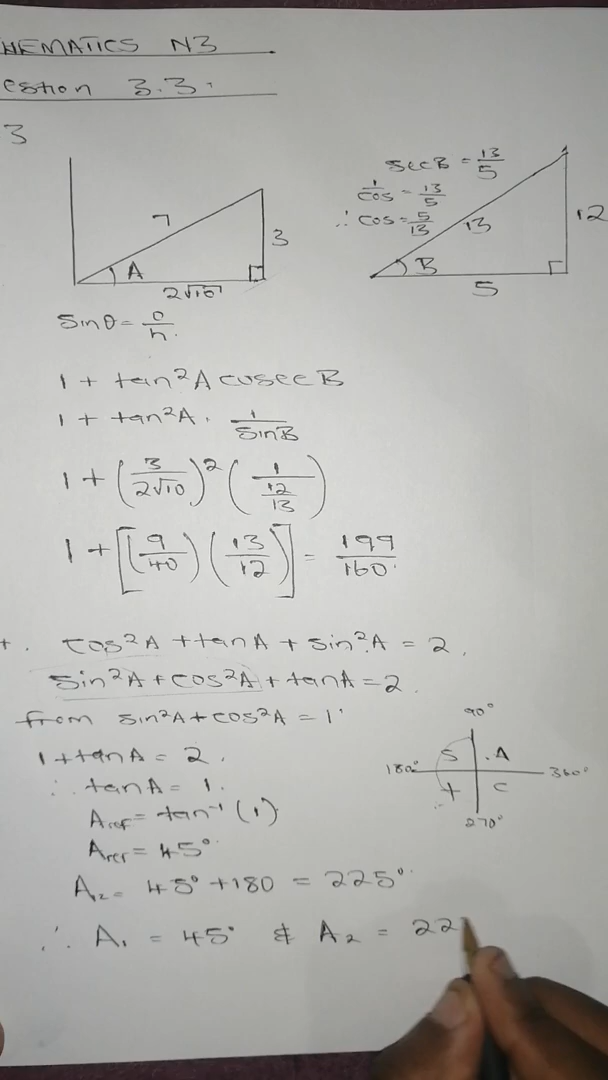 HEMATICS N3
estion 3.3.
3
7
3
A
2√10
sec B = 13/5
1/cos = 13/5
∴ cos = 5/13
13
12
B
5
Sinθ = o/h.
1 + tan²A cosec B
1 + tan²A . 1/SinB
1 + (3/2√10)² (1/(12/13))
1 + [(9/40)(13/12)] = 199/160.
cos²A + tanA + sin²A = 2.
Sin²A + cos²A + tanA = 2.
from sin²A + cos²A = 1
1 + tanA = 2.
∴ tanA = 1.
Aref = tan⁻¹ (1)
Aref = 45°
A2 = 45° + 180 = 225°
∴ A1 = 45° & A2 = 22
90°
S A
180° 360°
T C
270°